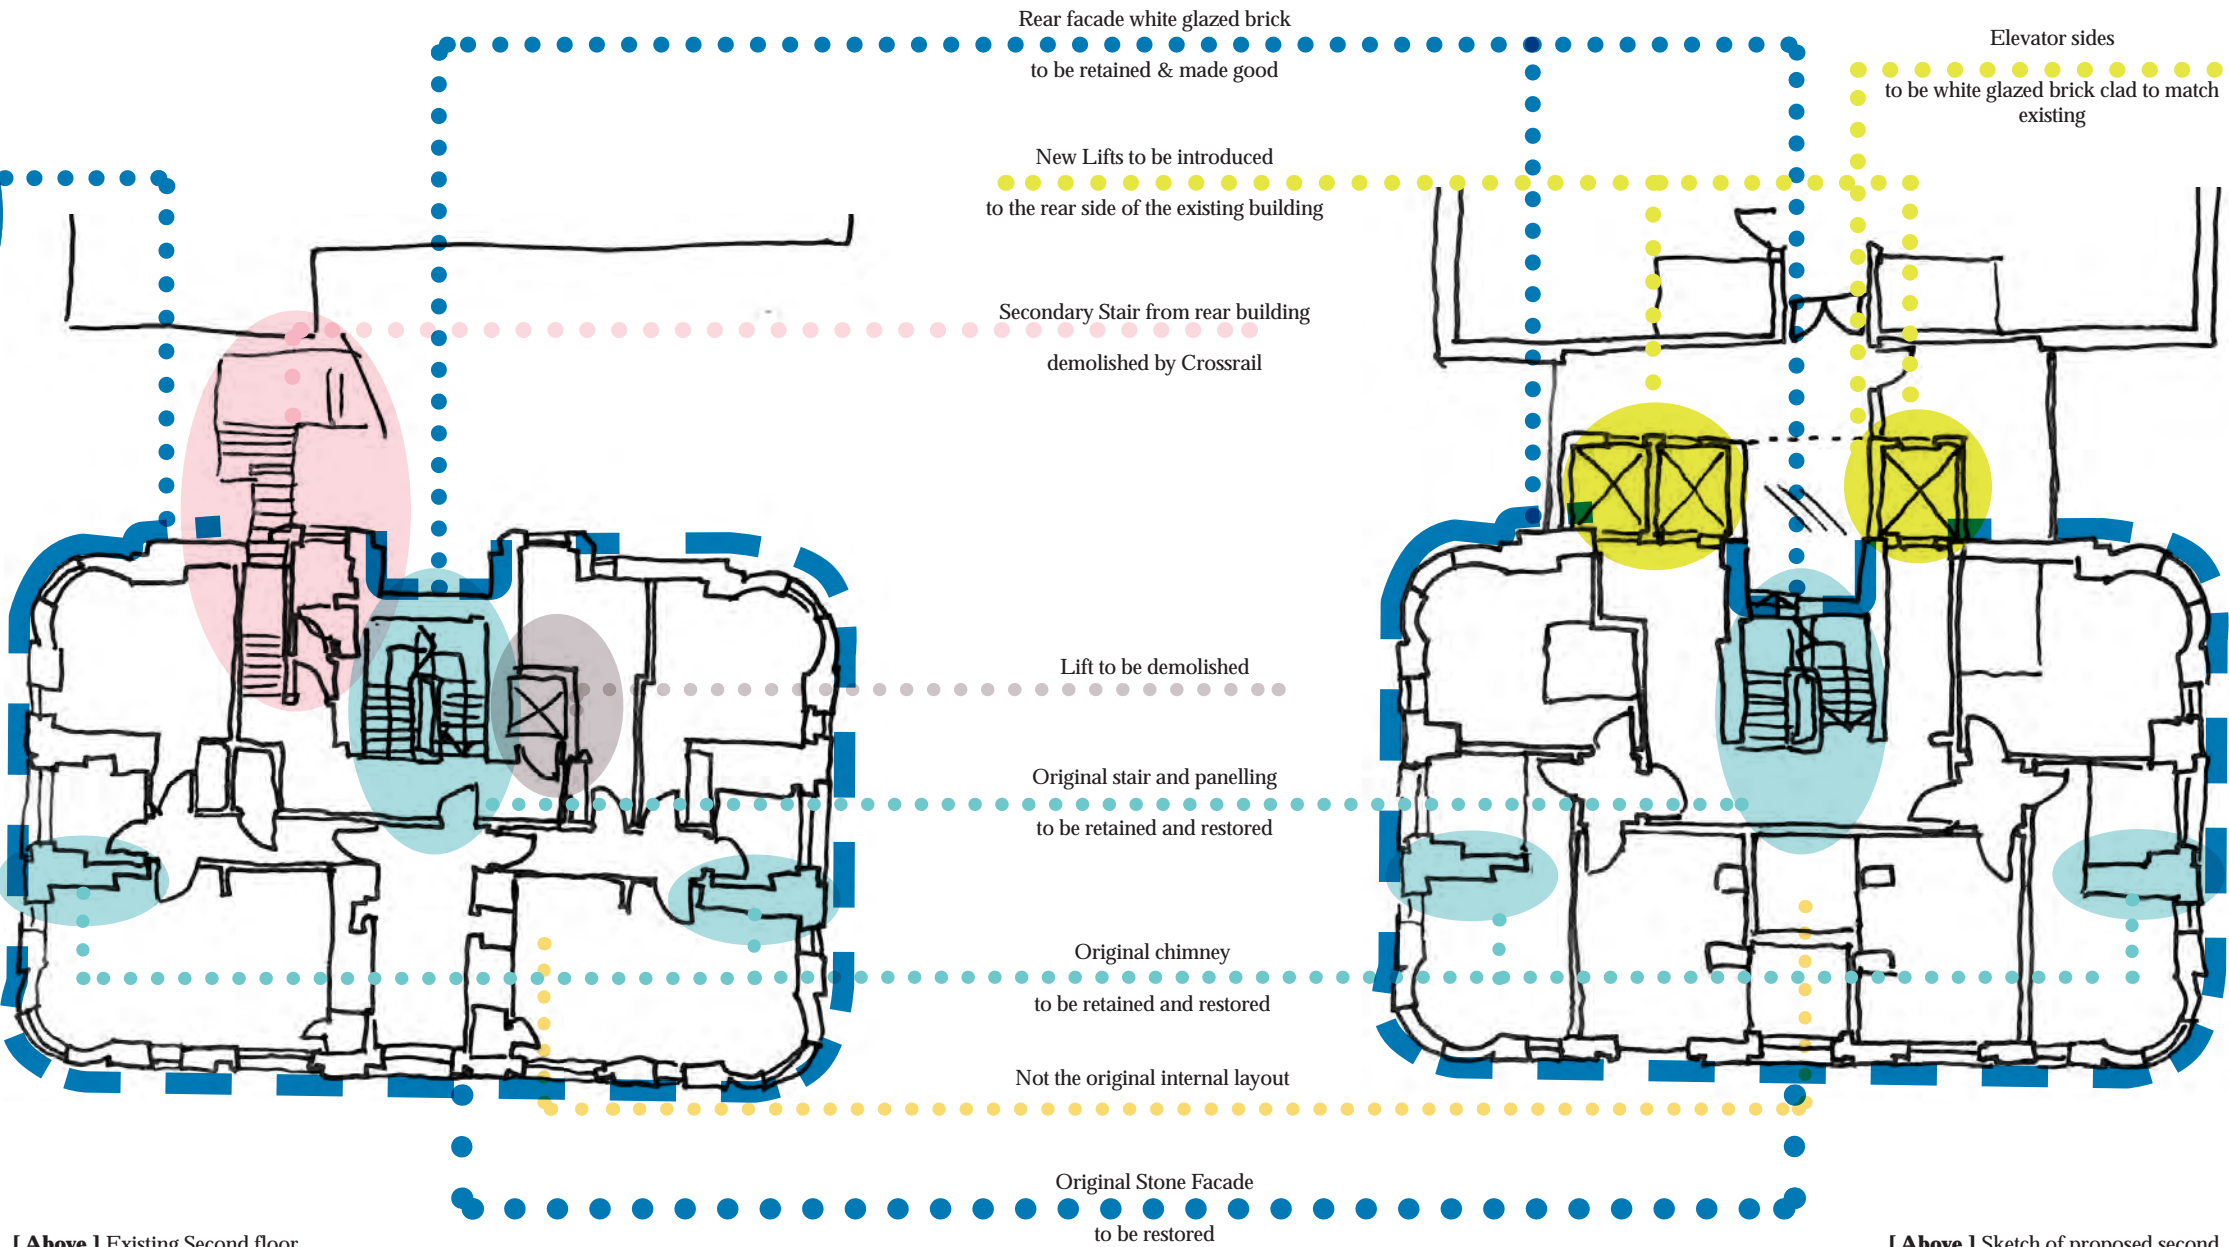 Rear facade white glazed brick
to be retained & made good
Elevator sides
to be white glazed brick clad to match
existing
New Lifts to be introduced
to the rear side of the existing building
Secondary Stair from rear building
demolished by Crossrail
Lift to be demolished
Original stair and panelling
to be retained and restored
Original chimney
to be retained and restored
Not the original internal layout
Original Stone Facade
to be restored
[ Above ] Existing Second floor
[ Above ] Sketch of proposed second